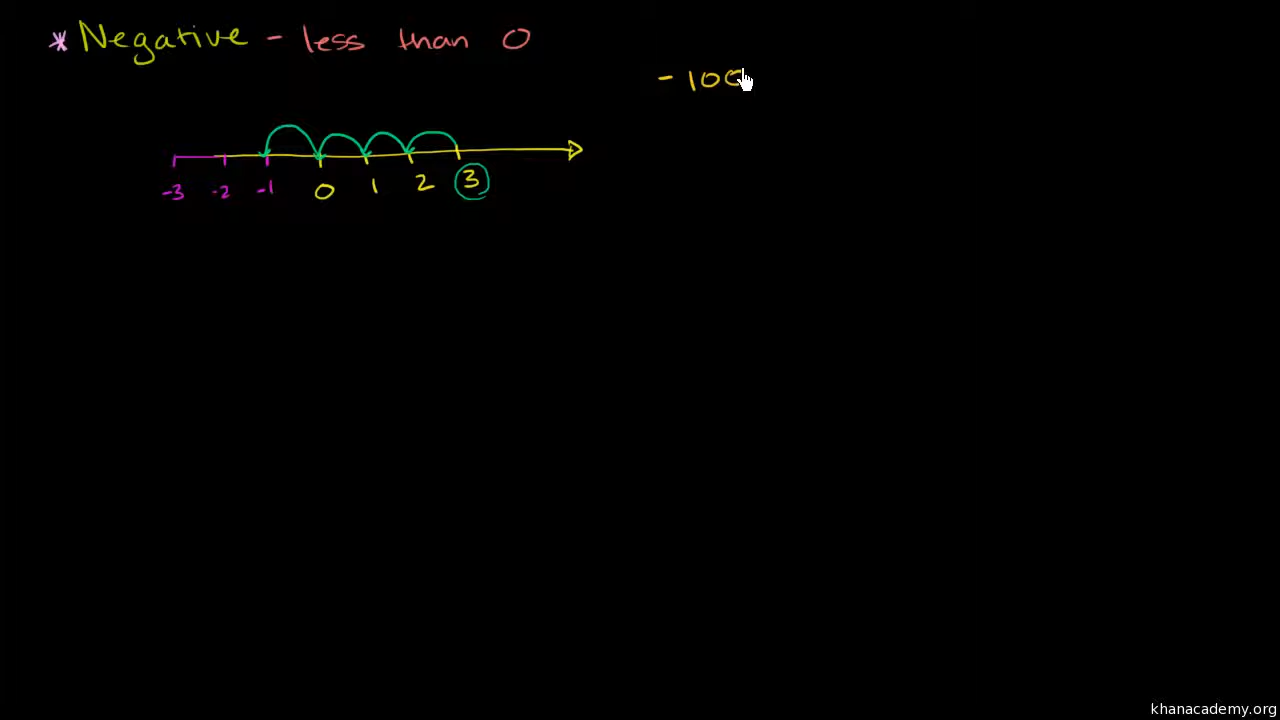 * Negative - less than 0
- 100
-3 -2 -1 0 1 2 3
khanacademy.org